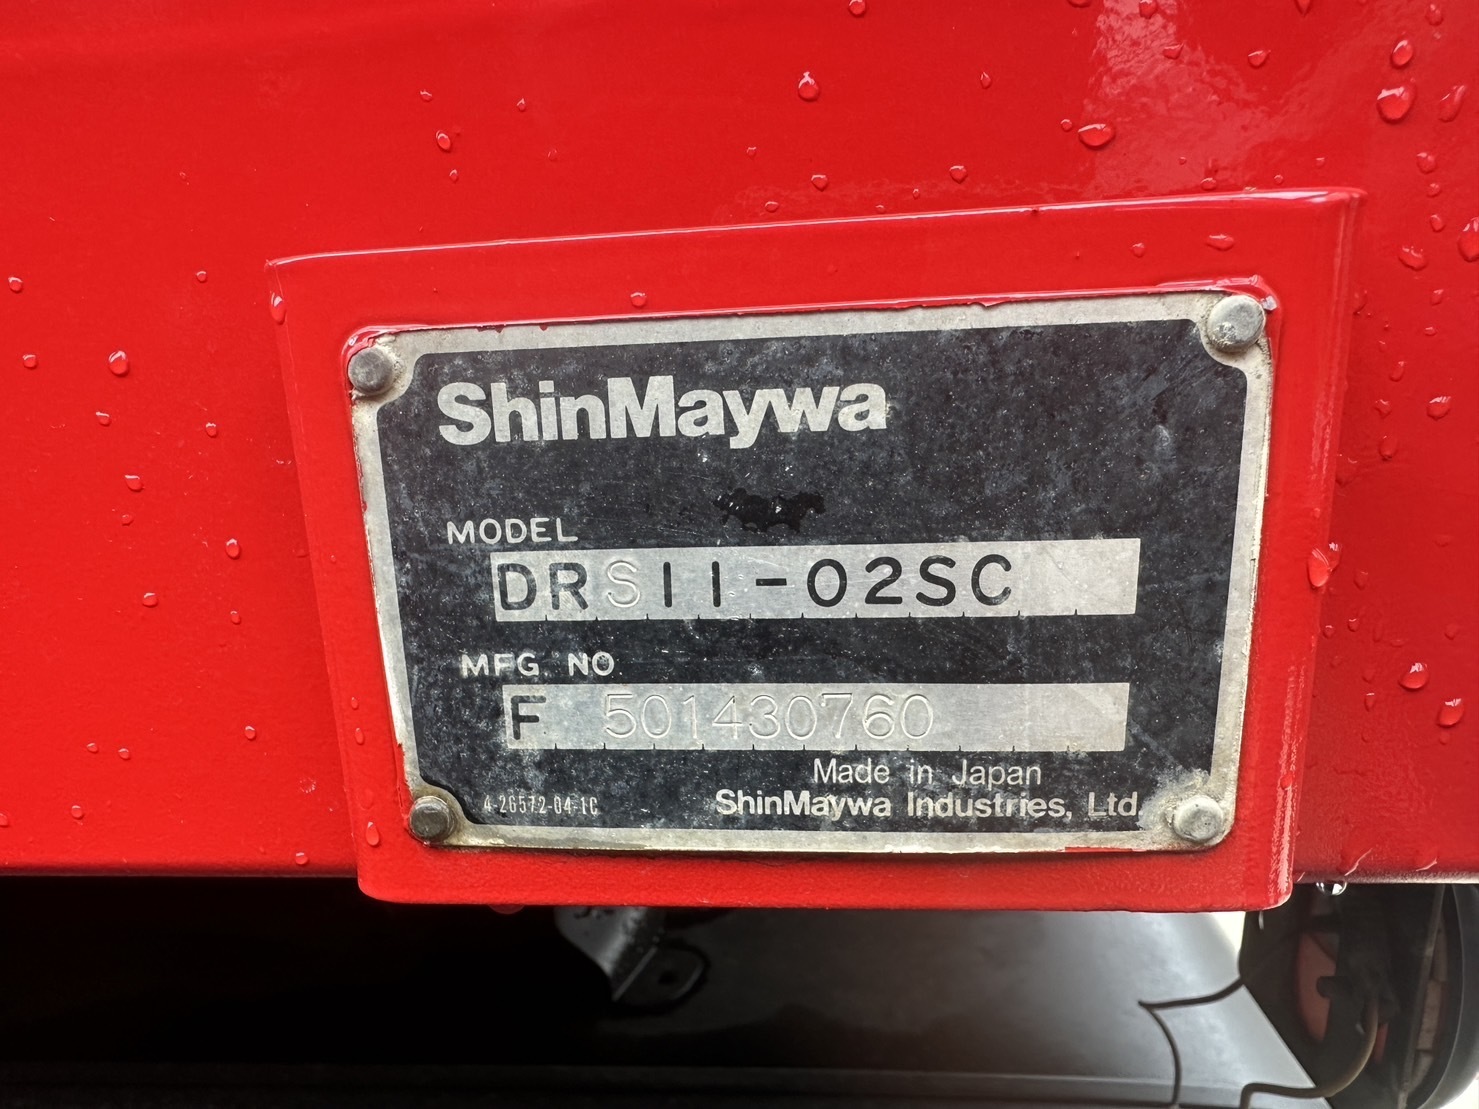 ShinMaywa
MODEL
DRS11-02SC
MFG. NO.
F 501430760
Made in Japan
4-26572-04-1C
ShinMaywa Industries, Ltd.